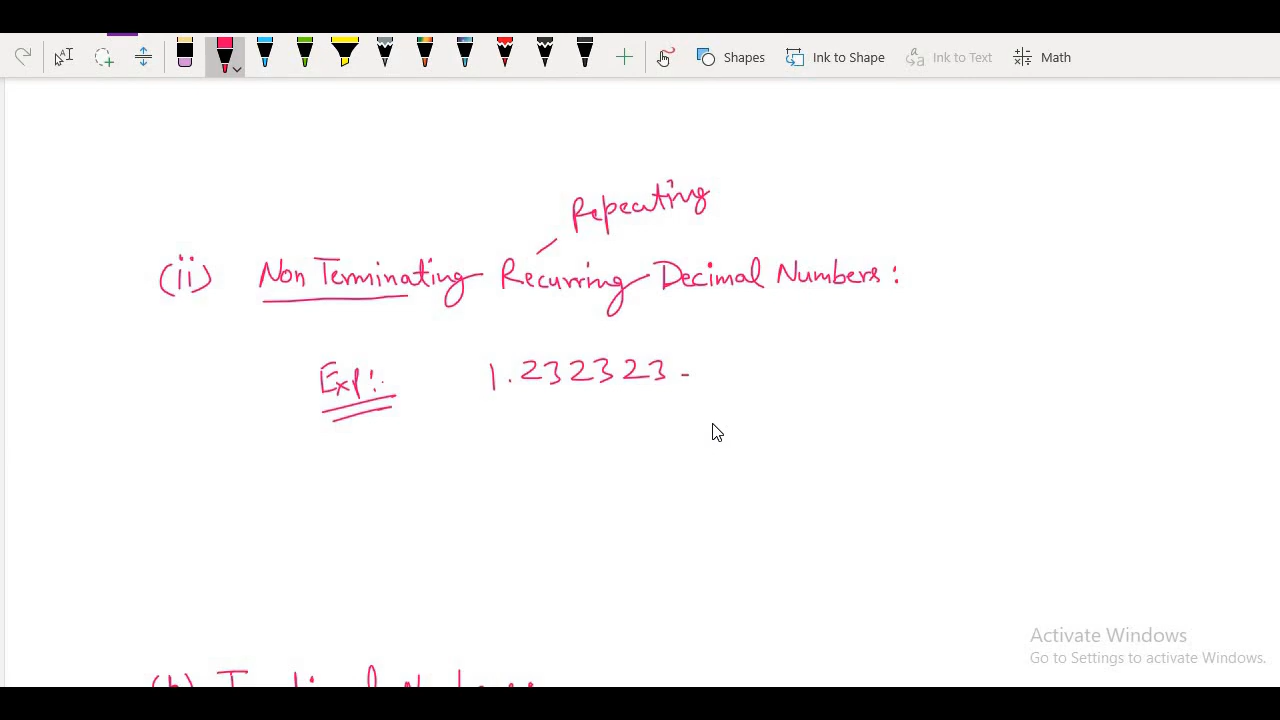 Shapes Ink to Shape Ink to Text Math
Repeating
(ii) Non Terminating Recurring Decimal Numbers :
Exp:- 1.232323 -
Activate Windows
Go to Settings to activate Windows.